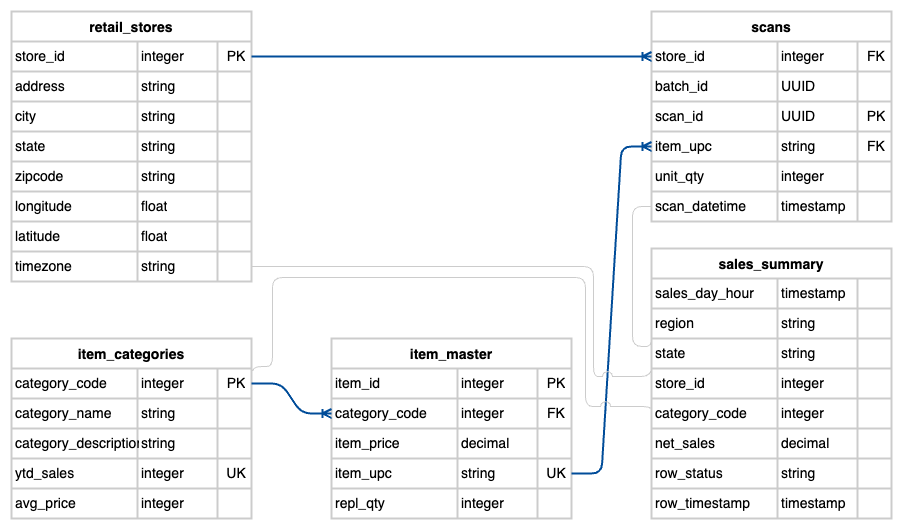 retail_stores
store_id integer PK
address string
city string
state string
zipcode string
longitude float
latitude float
timezone string
scans
store_id integer FK
batch_id UUID
scan_id UUID PK
item_upc string FK
unit_qty integer
scan_datetime timestamp
item_categories
category_code integer PK
category_name string
category_description string
ytd_sales integer UK
avg_price integer
item_master
item_id integer PK
category_code integer FK
item_price decimal
item_upc string UK
repl_qty integer
sales_summary
sales_day_hour timestamp
region string
state string
store_id integer
category_code integer
net_sales decimal
row_status string
row_timestamp timestamp